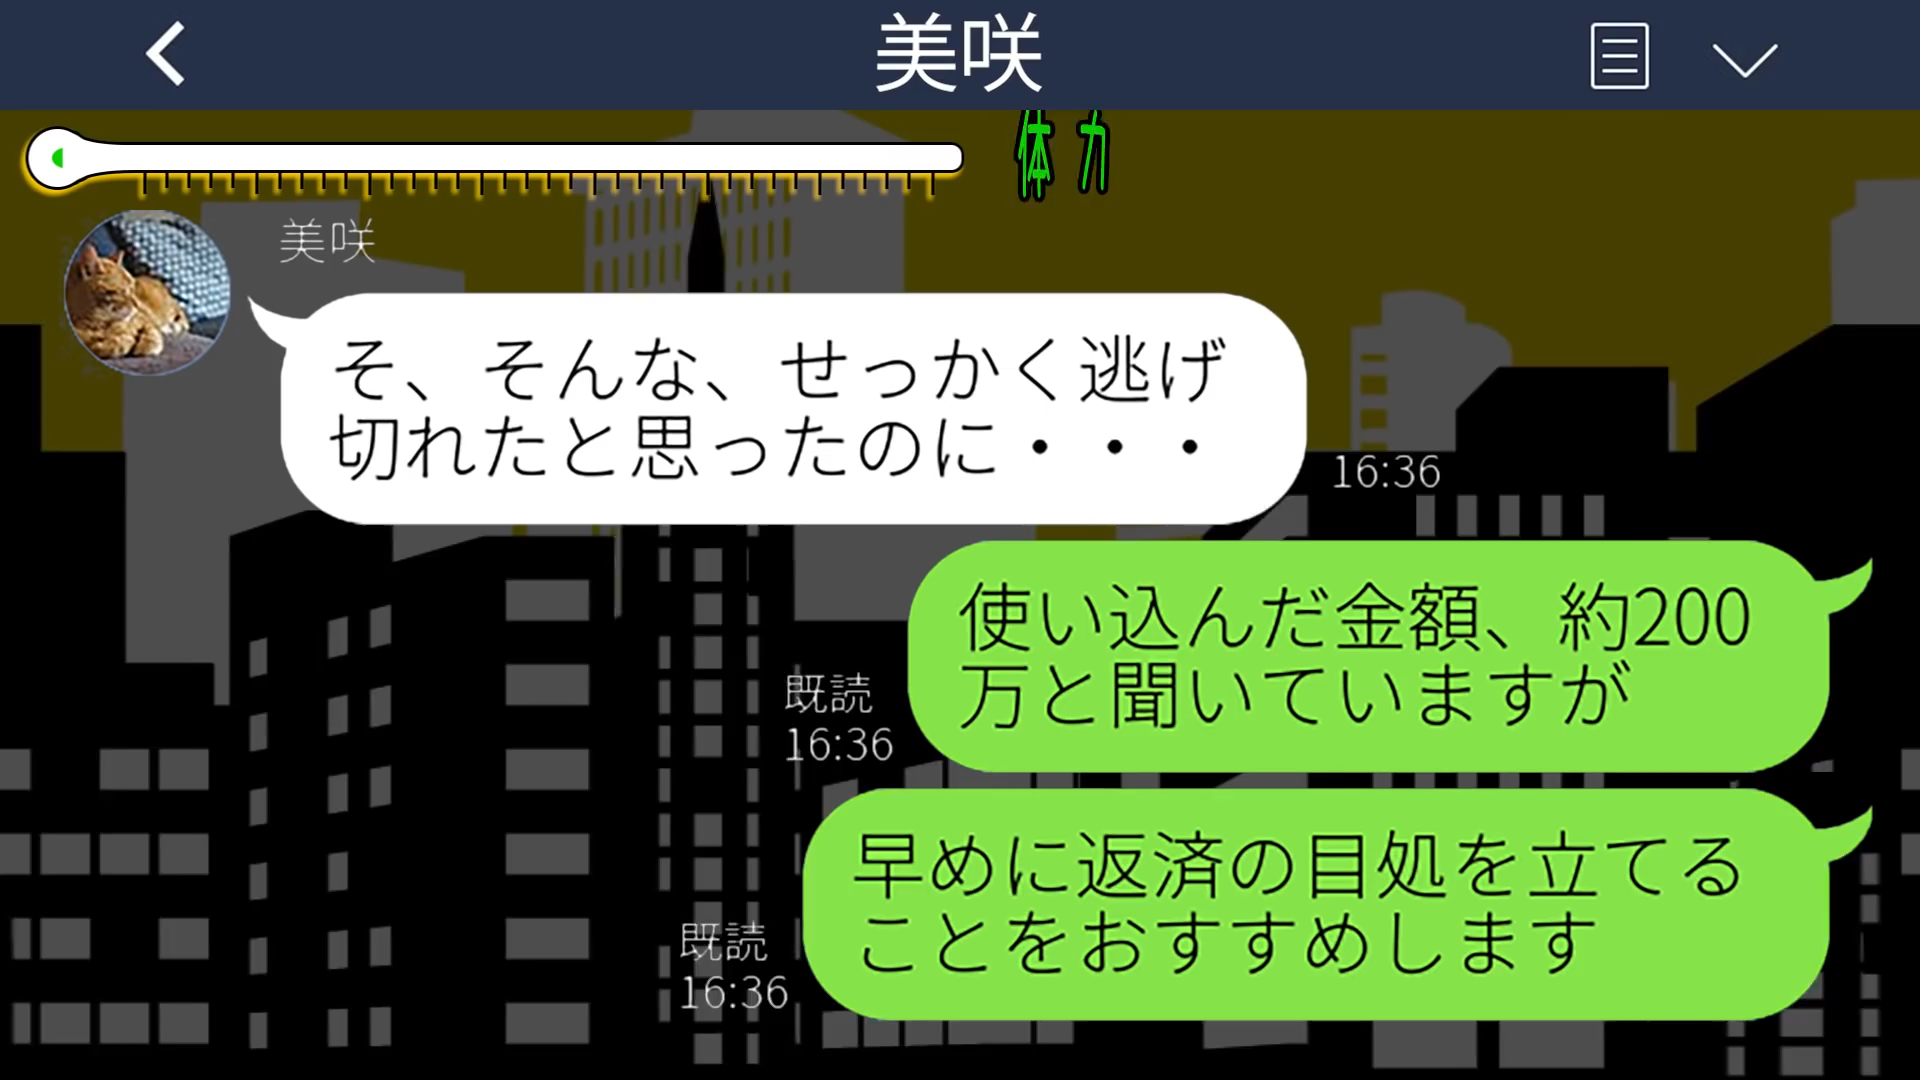 美咲
体力
美咲
そ、そんな、せっかく逃げ
切れたと思ったのに・・・
16:36
使い込んだ金額、約200
万と聞いていますが
既読
16:36
早めに返済の目処を立てる
ことをおすすめします
既読
16:36